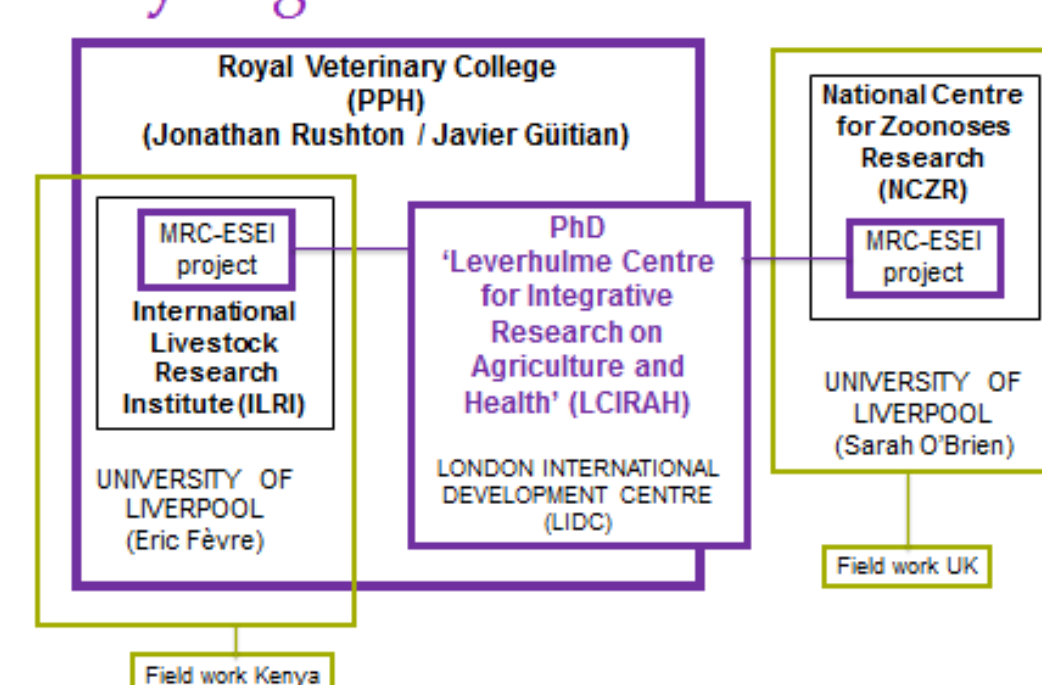 Royal Veterinary College
(PPH)
(Jonathan Rushton / Javier Güitian)
MRC-ESEI
project
International
Livestock
Research
Institute (ILRI)
UNIVERSITY OF
LIVERPOOL
(Eric Fèvre)
PhD
‘Leverhulme Centre
for Integrative
Research on
Agriculture and
Health’ (LCIRAH)
LONDON INTERNATIONAL
DEVELOPMENT CENTRE
(LIDC)
National Centre
for Zoonoses
Research
(NCZR)
MRC-ESEI
project
UNIVERSITY OF
LIVERPOOL
(Sarah O’Brien)
Field work UK
Field work Kenya